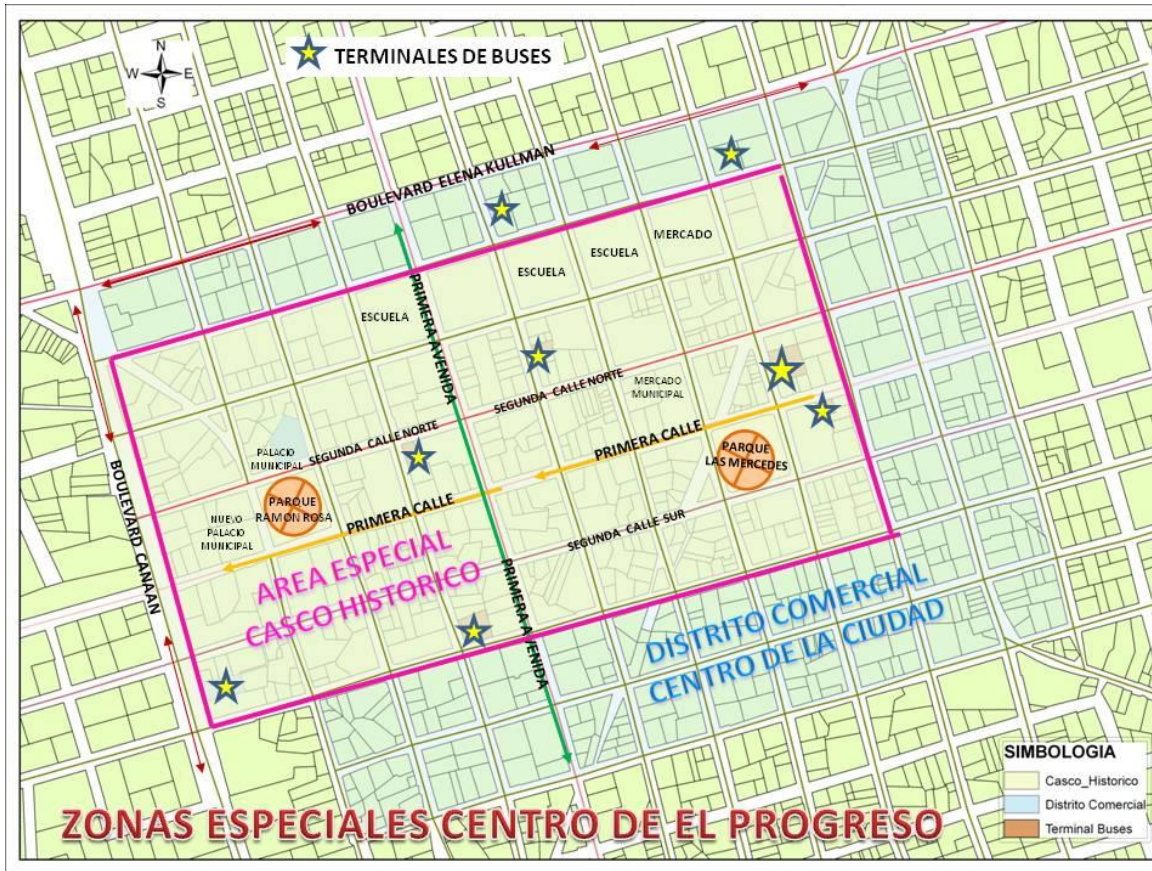 N
W E
S
TERMINALES DE BUSES
BOULEVARD ELENA KULLMAN
MERCADO
ESCUELA
ESCUELA
ESCUELA
PRIMERA AVENIDA
SEGUNDA CALLE NORTE
MERCADO
MUNICIPAL
SEGUNDA CALLE NORTE
PRIMERA CALLE
PARQUE
LAS MERCEDES
PALACIO
MUNICIPAL
PARQUE
RAMON ROSA
PRIMERA CALLE
NUEVO
PALACIO
MUNICIPAL
BOULEVARD CANAAN
SEGUNDA CALLE SUR
AREA ESPECIAL
CASCO HISTORICO
PRIMERA AVENIDA
DISTRITO COMERCIAL
CENTRO DE LA CIUDAD
SIMBOLOGIA
Casco_Historico
Distrito Comercial
Terminal Buses
ZONAS ESPECIALES CENTRO DE EL PROGRESO